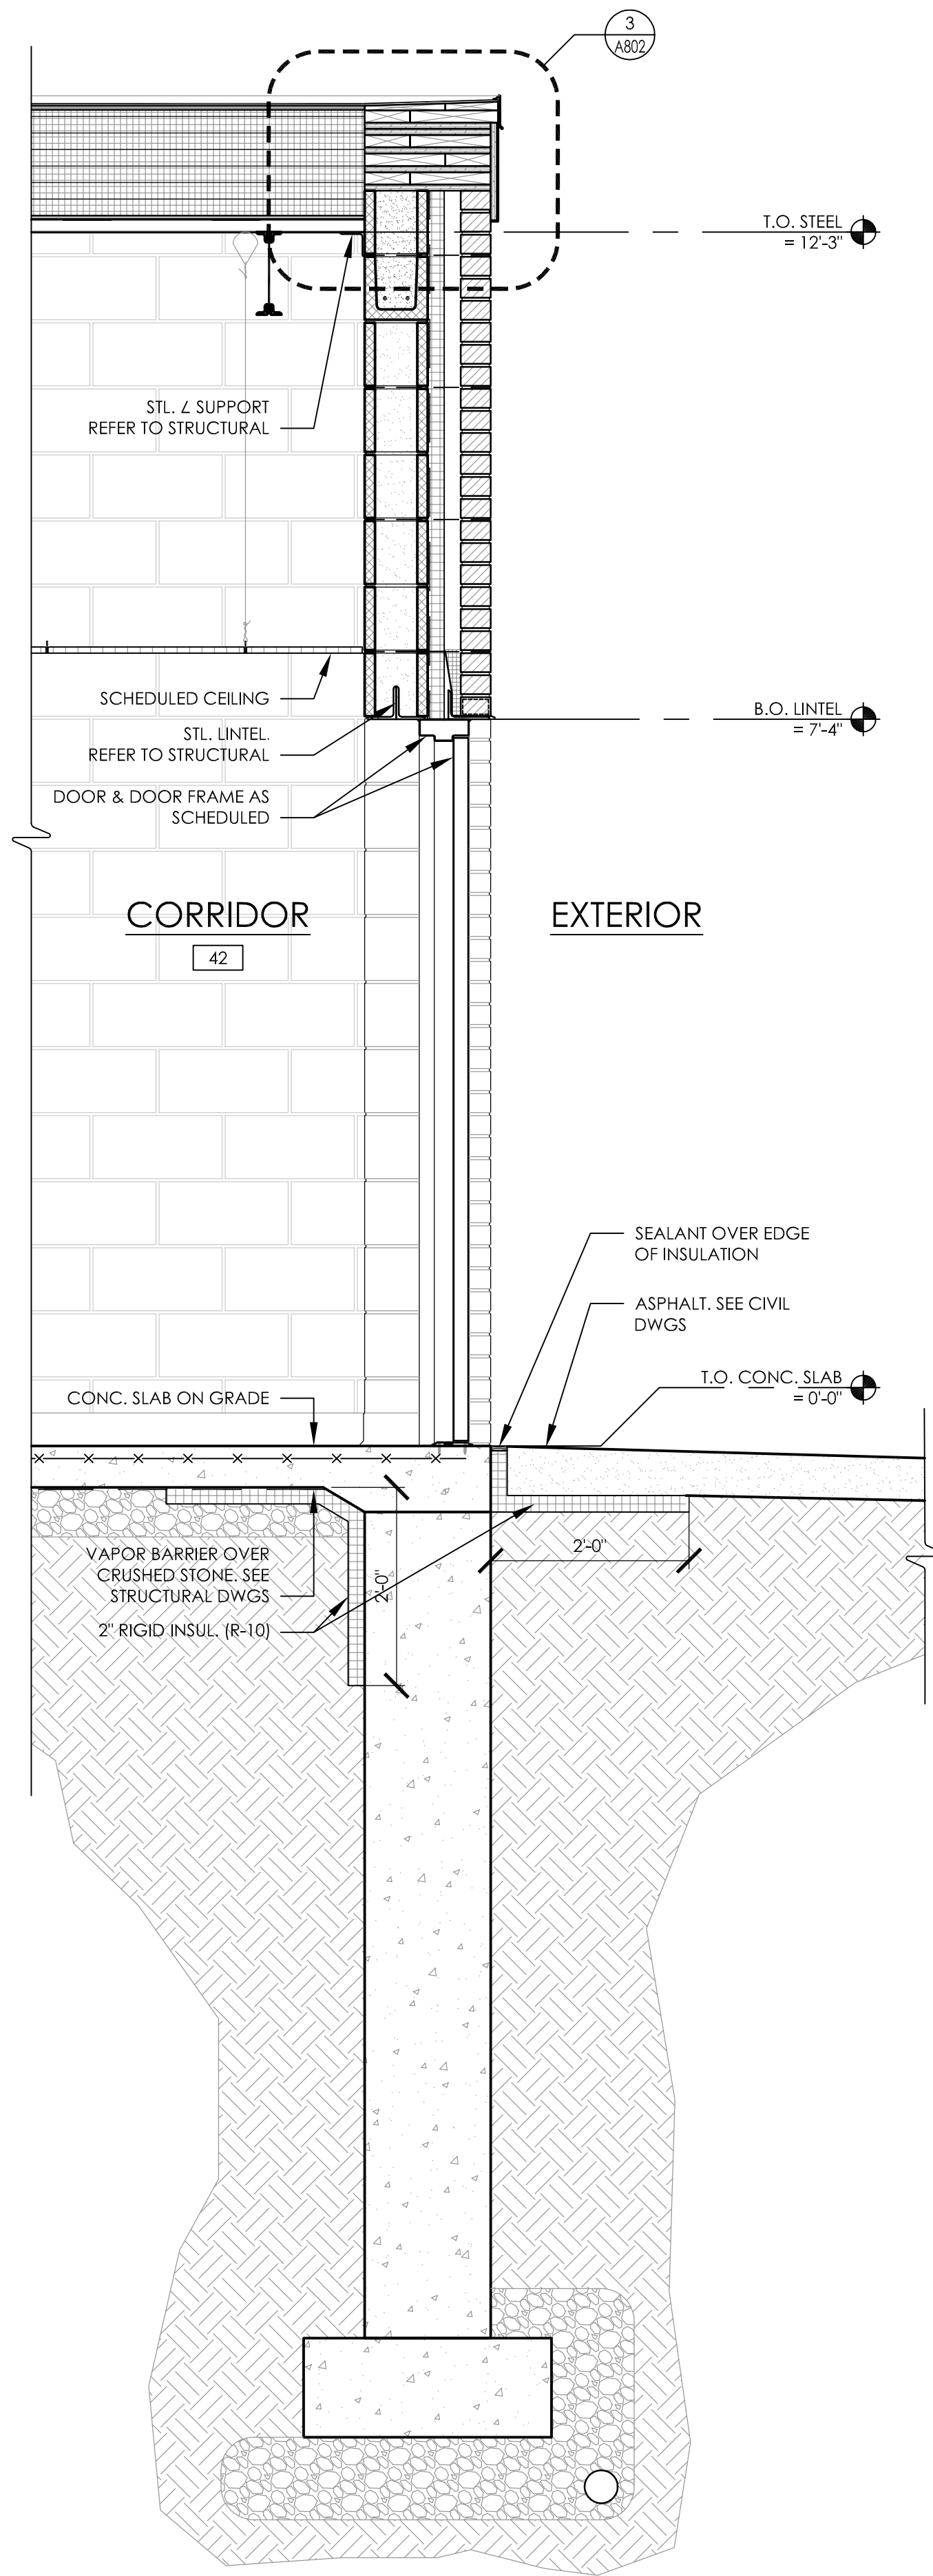 3
A802
T.O. STEEL
= 12'-3"
STL. ∠ SUPPORT
REFER TO STRUCTURAL
SCHEDULED CEILING
STL. LINTEL.
REFER TO STRUCTURAL
B.O. LINTEL
= 7'-4"
DOOR & DOOR FRAME AS
SCHEDULED
CORRIDOR
42
EXTERIOR
SEALANT OVER EDGE
OF INSULATION
ASPHALT. SEE CIVIL
DWGS
T.O. CONC. SLAB
= 0'-0"
CONC. SLAB ON GRADE
VAPOR BARRIER OVER
CRUSHED STONE. SEE
STRUCTURAL DWGS
2" RIGID INSUL. (R-10)
2'-0"
2'-0"